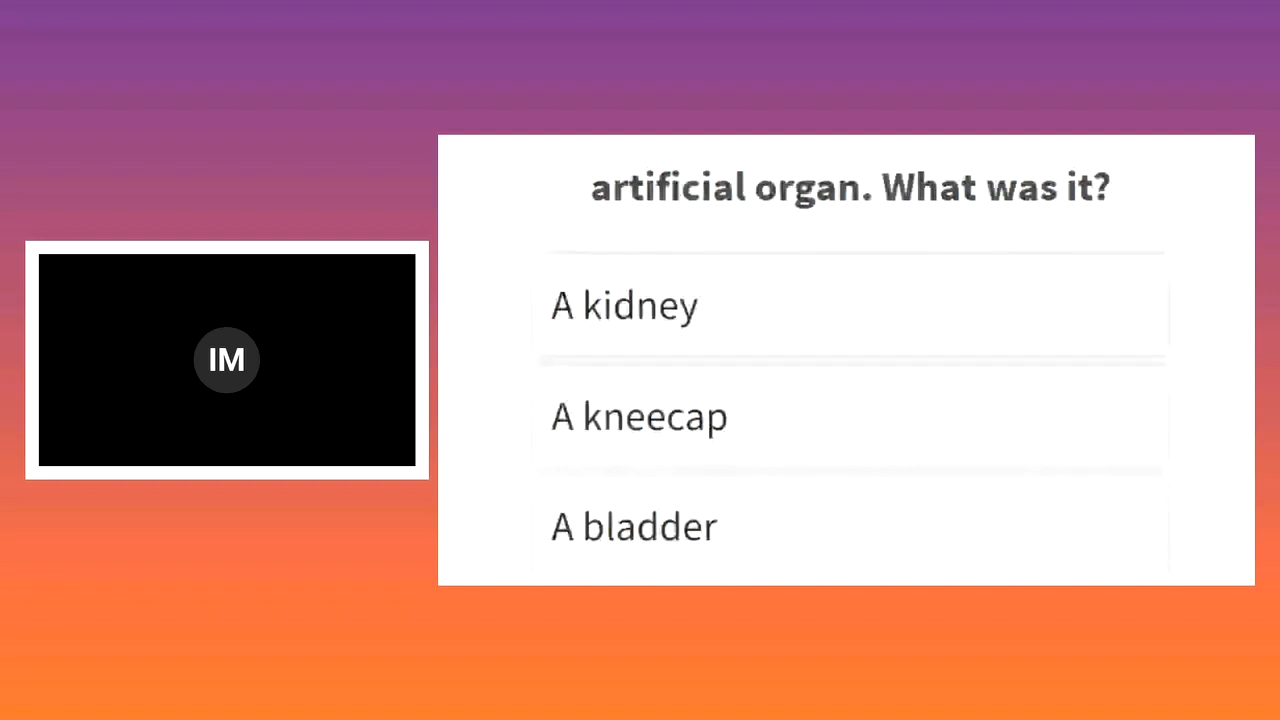 artificial organ. What was it?
A kidney
IM
A kneecap
A bladder